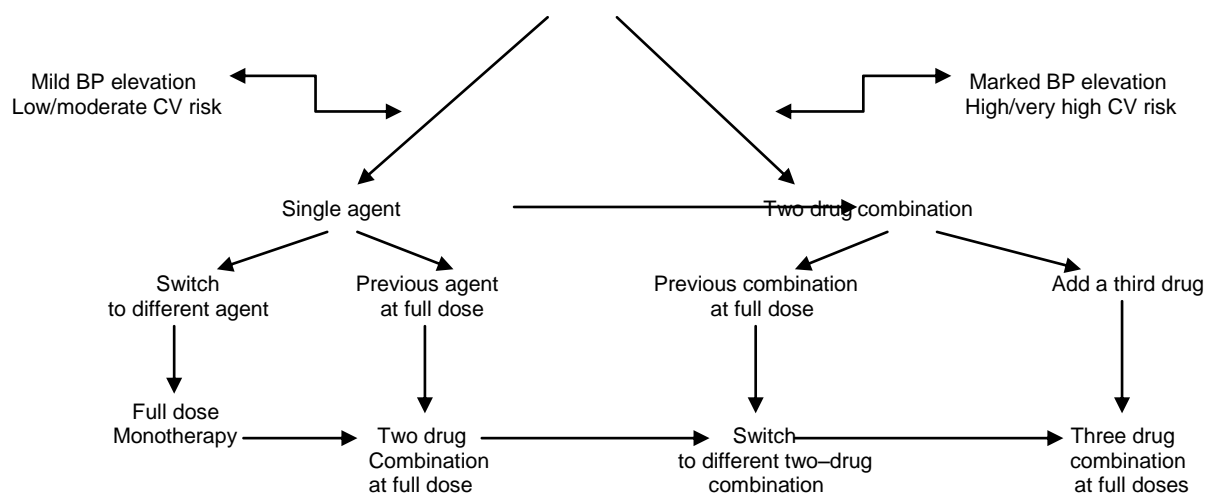 Mild BP elevation
Low/moderate CV risk
Marked BP elevation
High/very high CV risk
Single agent
Two drug combination
Switch
to different agent
Previous agent
at full dose
Previous combination
at full dose
Add a third drug
Full dose
Monotherapy
Two drug
Combination
at full dose
Switch
to different two–drug
combination
Three drug
combination
at full doses